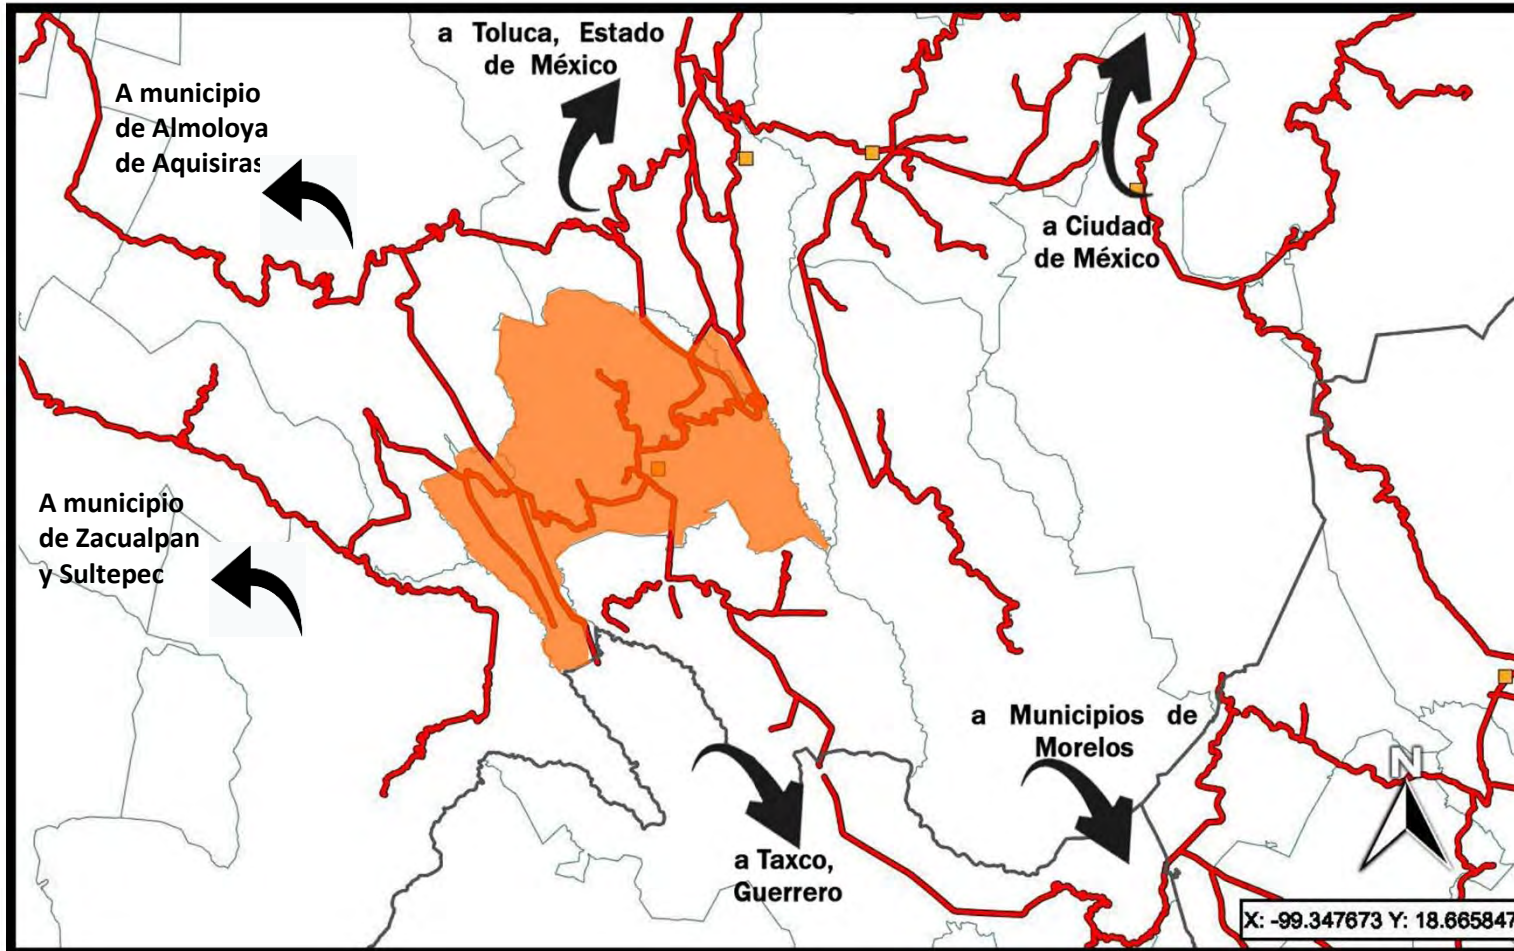 a Toluca, Estado
de México
A municipio
de Almoloya
de Aquisiras
a Ciudad
de México
A municipio
de Zacualpan
y Sultepec
a Municipios de
Morelos
N
a Taxco,
Guerrero
X: -99.347673 Y: 18.665847